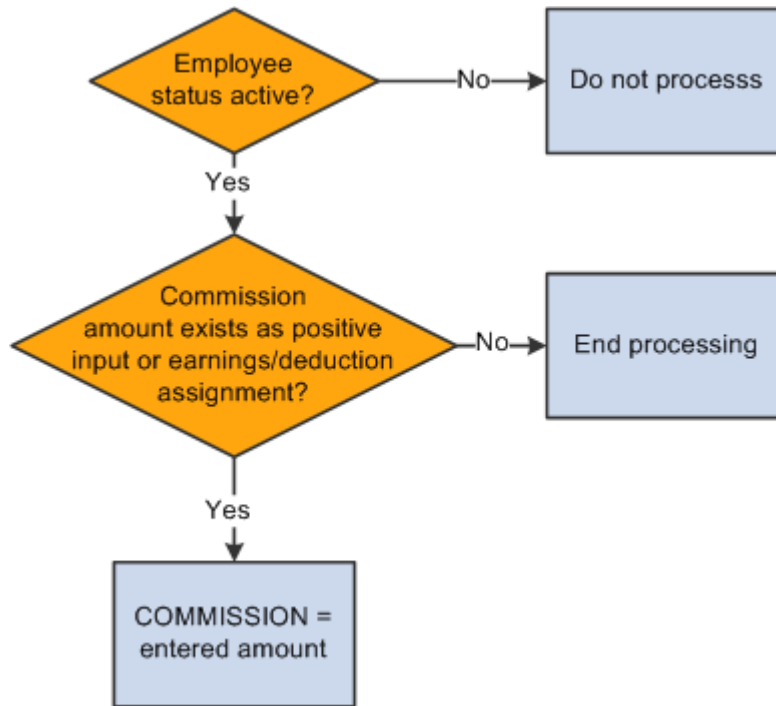 Employee
status active?
No
Do not processs
Yes
Commission
amount exists as positive
input or earnings/deduction
assignment?
No
End processing
Yes
COMMISSION =
entered amount